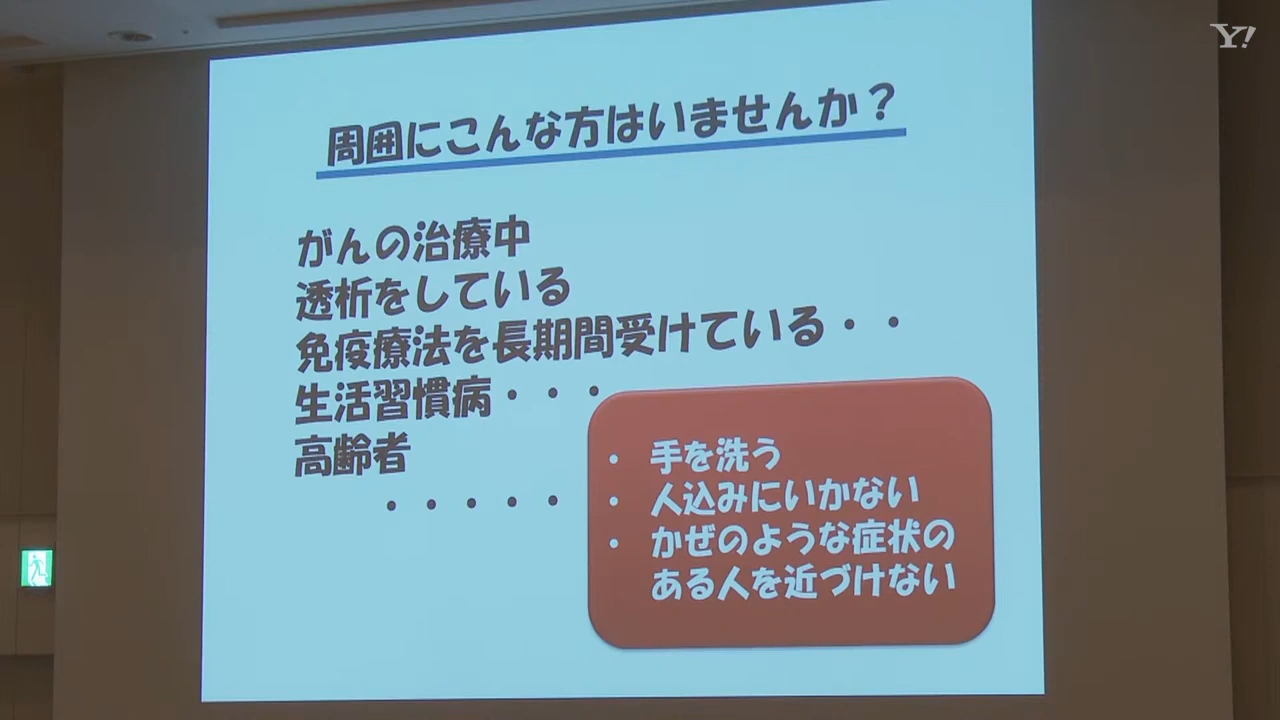 Y!
周囲にこんな方はいませんか？
がんの治療中
透析をしている
免疫療法を長期間受けている・・
生活習慣病・・・
高齢者
・・・・・
・ 手を洗う
・ 人込みにいかない
・ かぜのような症状の
ある人を近づけない